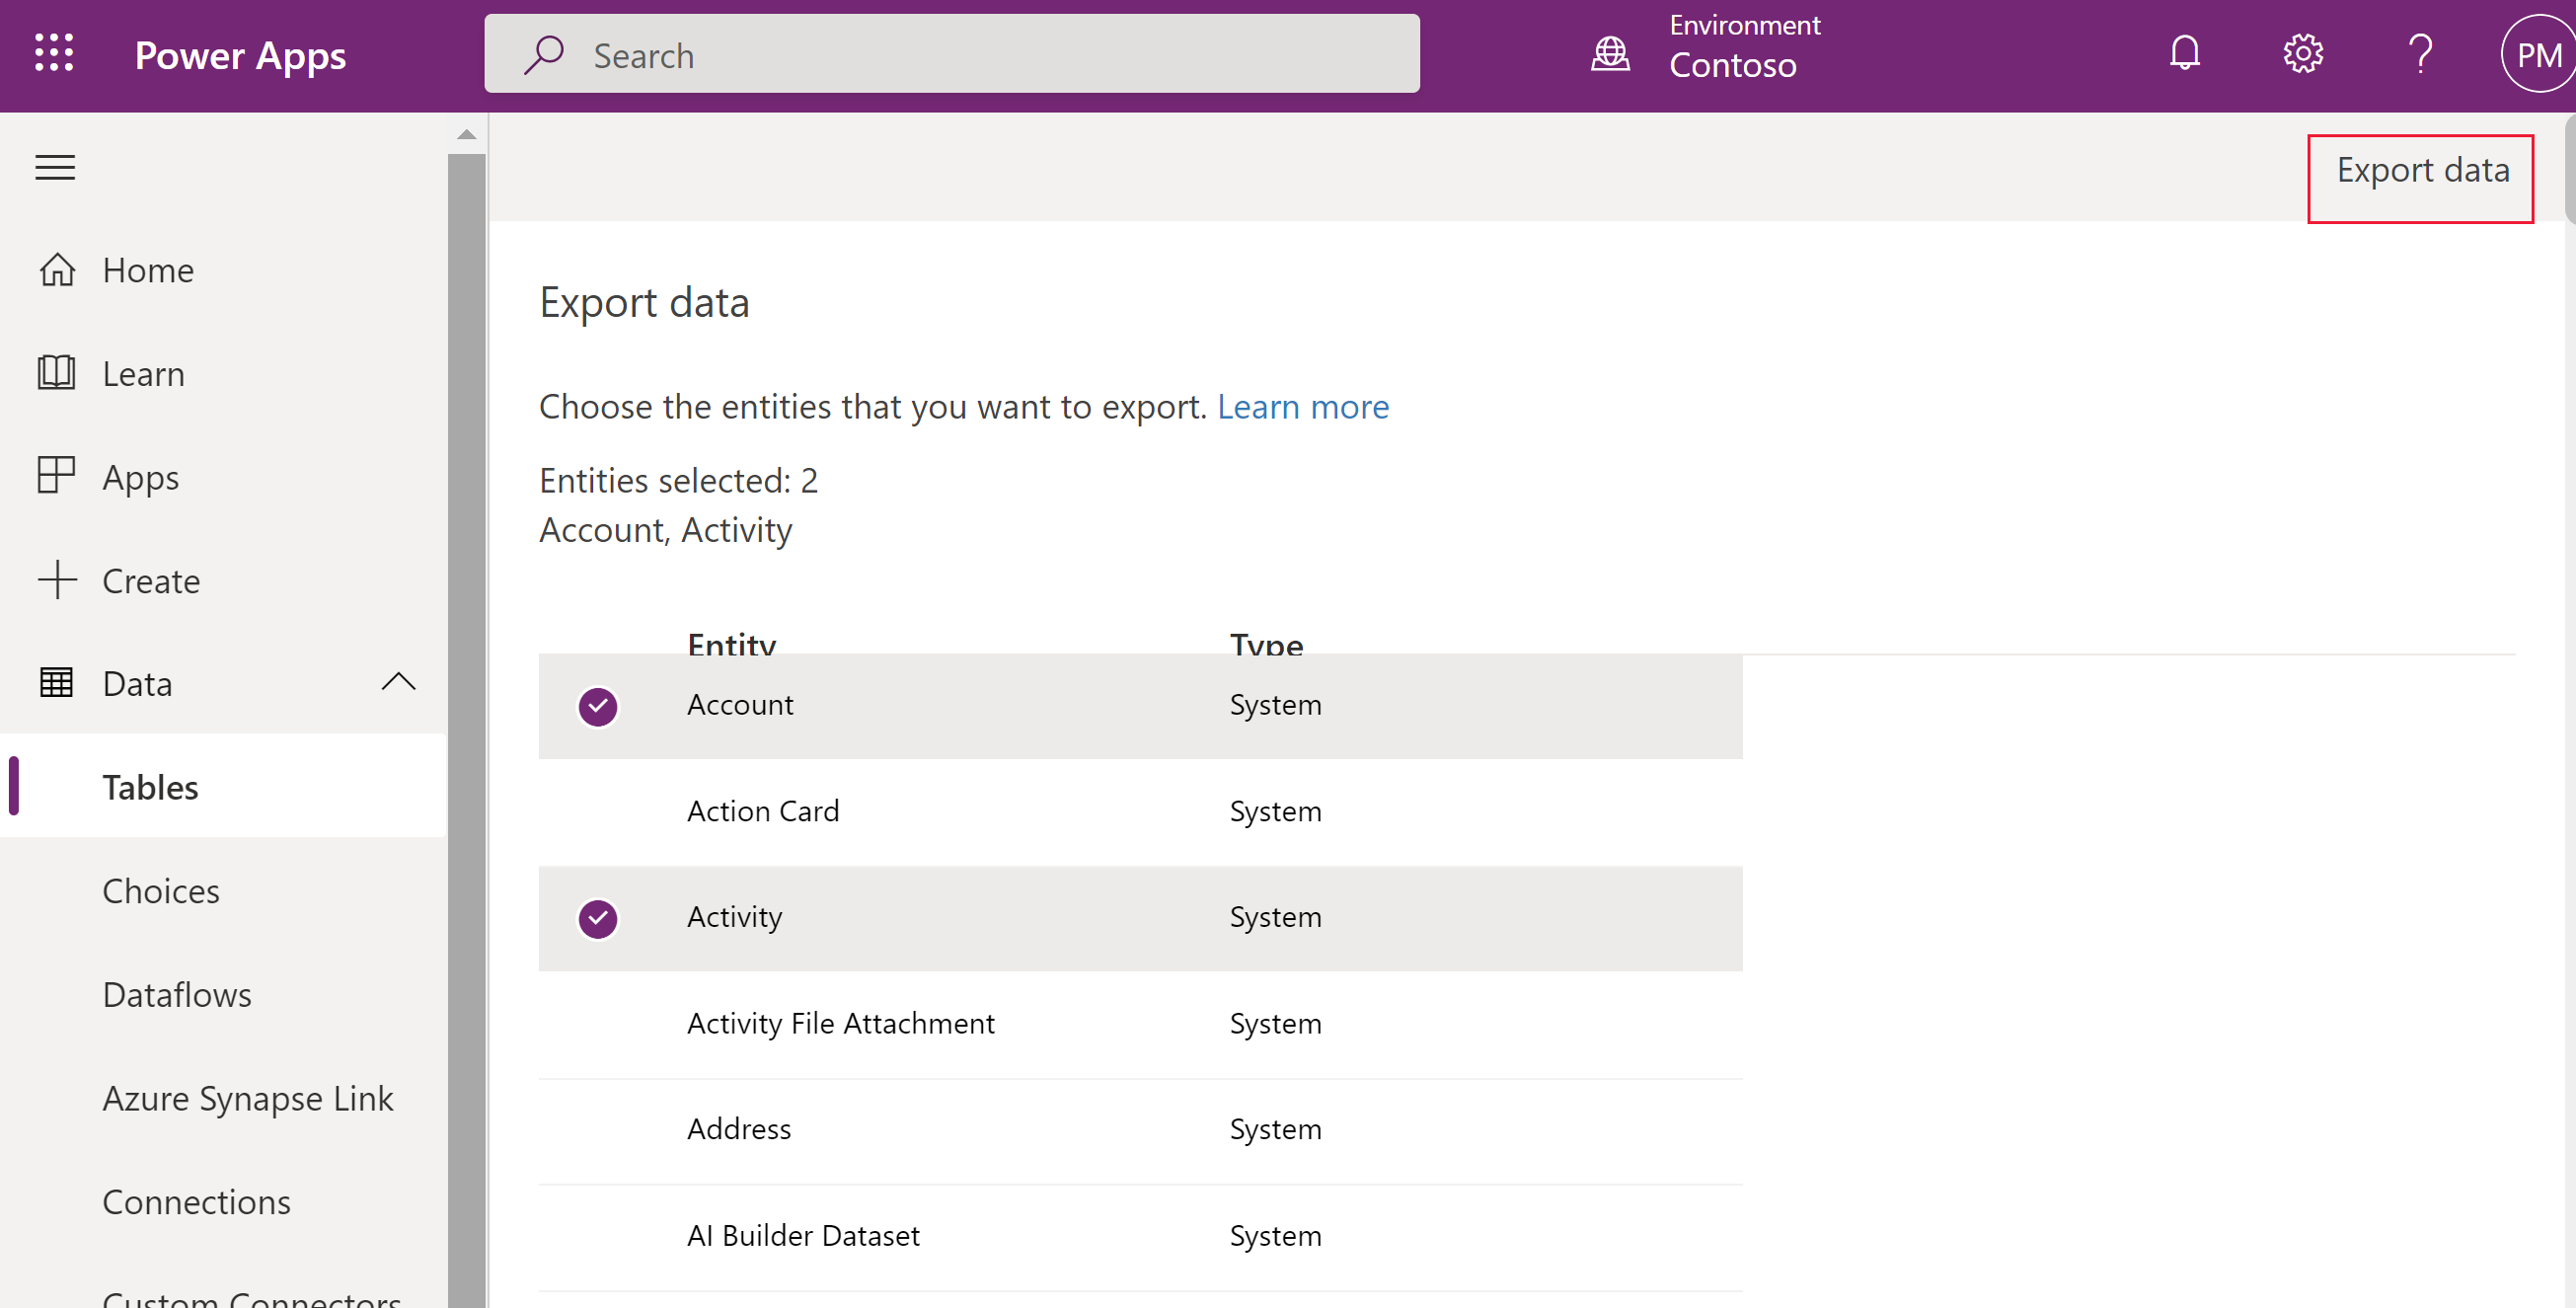 Power Apps
Search
Environment
Contoso
PM
Export data
Home
Learn
Apps
Create
Data
Tables
Choices
Dataflows
Azure Synapse Link
Connections
Custom Connectors
Export data
Choose the entities that you want to export. Learn more
Entities selected: 2
Account, Activity
Entity Type
Account System
Action Card System
Activity System
Activity File Attachment System
Address System
AI Builder Dataset System